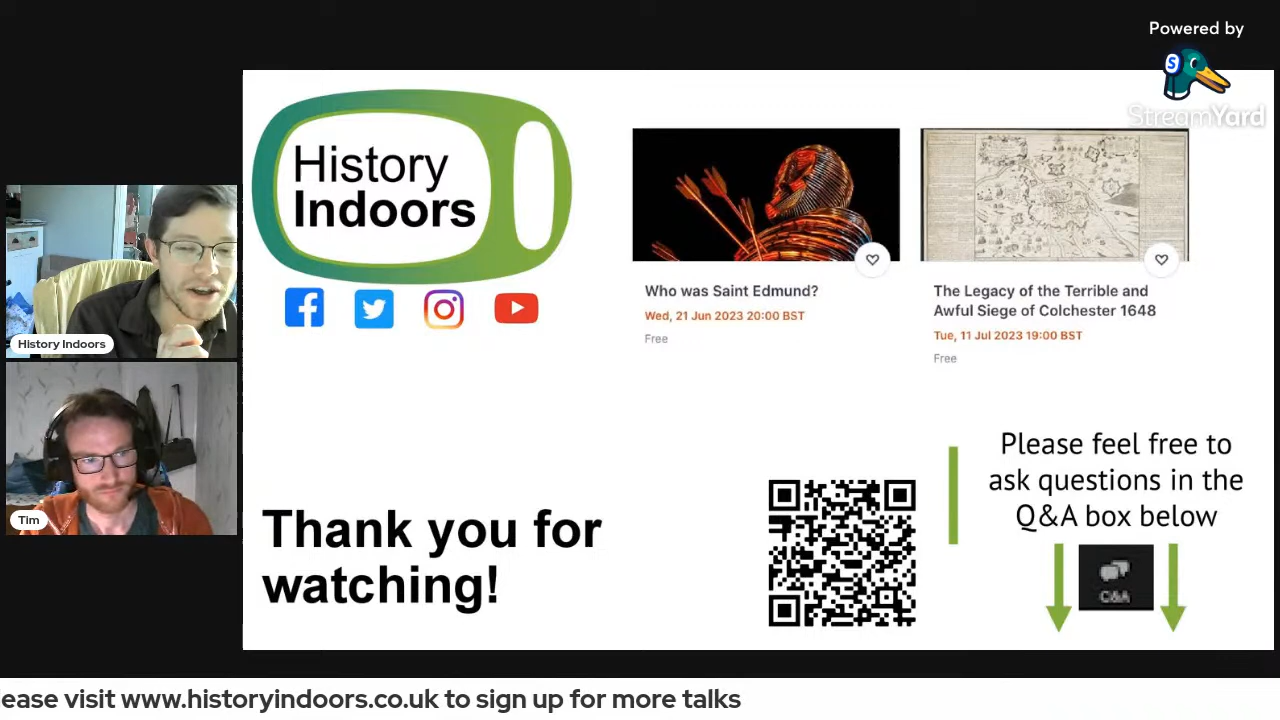 Powered by
StreamYard
History
Indoors
Who was Saint Edmund?
Wed, 21 Jun 2023 20:00 BST
Free
The Legacy of the Terrible and
Awful Siege of Colchester 1648
Tue, 11 Jul 2023 19:00 BST
Free
History Indoors
Tim
Please feel free to
ask questions in the
Q&A box below
Q&A
Thank you for
watching!
lease visit www.historyindoors.co.uk to sign up for more talks